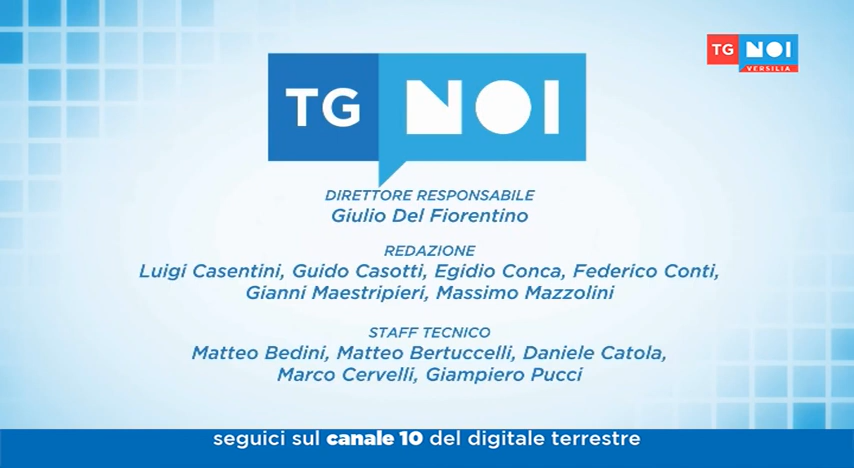 TG NOI
VERSILIA
TG NOI
DIRETTORE RESPONSABILE
Giulio Del Fiorentino
REDAZIONE
Luigi Casentini, Guido Casotti, Egidio Conca, Federico Conti,
Gianni Maestripieri, Massimo Mazzolini
STAFF TECNICO
Matteo Bedini, Matteo Bertuccelli, Daniele Catola,
Marco Cervelli, Giampiero Pucci
seguici sul canale 10 del digitale terrestre